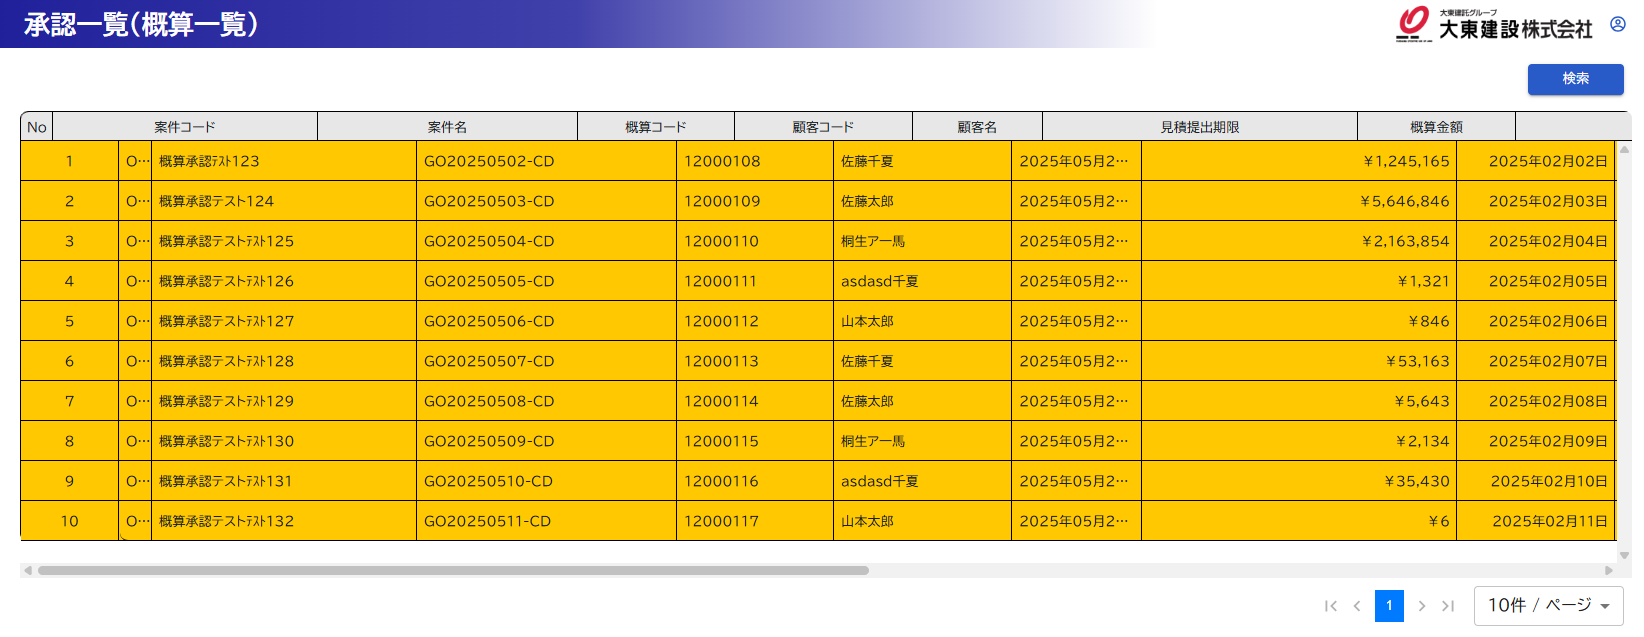 承認一覧(概算一覧)
大東建託グループ
大東建設株式会社
検索
No 案件コード 案件名 概算コード 顧客コード 顧客名 見積提出期限 概算金額
1 O… 概算承認ﾃｽﾄ123 GO20250502-CD 12000108 佐藤千夏 2025年05月2… ¥1,245,165 2025年02月02日
2 O… 概算承認テスト124 GO20250503-CD 12000109 佐藤太郎 2025年05月2… ¥5,646,846 2025年02月03日
3 O… 概算承認テストﾃｽﾄ125 GO20250504-CD 12000110 桐生アー馬 2025年05月2… ¥2,163,854 2025年02月04日
4 O… 概算承認テストﾃｽﾄ126 GO20250505-CD 12000111 asdasd千夏 2025年05月2… ¥1,321 2025年02月05日
5 O… 概算承認テストﾃｽﾄ127 GO20250506-CD 12000112 山本太郎 2025年05月2… ¥846 2025年02月06日
6 O… 概算承認テストﾃｽﾄ128 GO20250507-CD 12000113 佐藤千夏 2025年05月2… ¥53,163 2025年02月07日
7 O… 概算承認テストﾃｽﾄ129 GO20250508-CD 12000114 佐藤太郎 2025年05月2… ¥5,643 2025年02月08日
8 O… 概算承認テストﾃｽﾄ130 GO20250509-CD 12000115 桐生アー馬 2025年05月2… ¥2,134 2025年02月09日
9 O… 概算承認テストﾃｽﾄ131 GO20250510-CD 12000116 asdasd千夏 2025年05月2… ¥35,430 2025年02月10日
10 O… 概算承認テストﾃｽﾄ132 GO20250511-CD 12000117 山本太郎 2025年05月2… ¥6 2025年02月11日
1 10件 / ページ